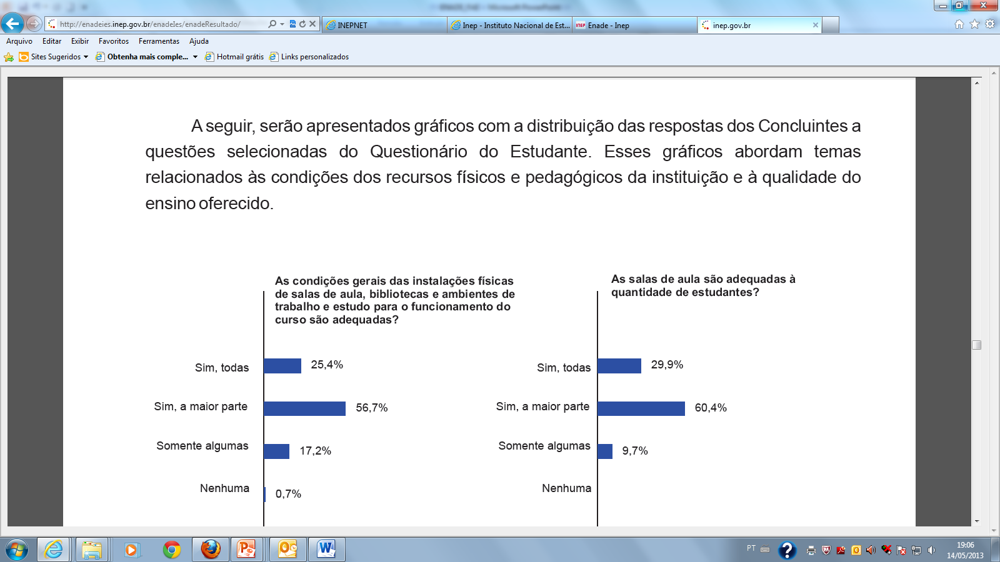 http://enadeies.inep.gov.br/enadeIes/enadeResultado/
INEPNET
Inep - Instituto Nacional de Est...
INEP
Enade - Inep
inep.gov.br
Arquivo Editar Exibir Favoritos Ferramentas Ajuda
Sites Sugeridos Obtenha mais comple... Hotmail grátis Links personalizados
A seguir, serão apresentados gráficos com a distribuição das respostas dos Concluintes a
questões selecionadas do Questionário do Estudante. Esses gráficos abordam temas
relacionados às condições dos recursos físicos e pedagógicos da instituição e à qualidade do
ensino oferecido.
As condições gerais das instalações físicas
de salas de aula, bibliotecas e ambientes de
trabalho e estudo para o funcionamento do
curso são adequadas?
Sim, todas 25,4%
Sim, a maior parte 56,7%
Somente algumas 17,2%
Nenhuma 0,7%
As salas de aula são adequadas à
quantidade de estudantes?
Sim, todas 29,9%
Sim, a maior parte 60,4%
Somente algumas 9,7%
Nenhuma
PT
19:06
14/05/2013